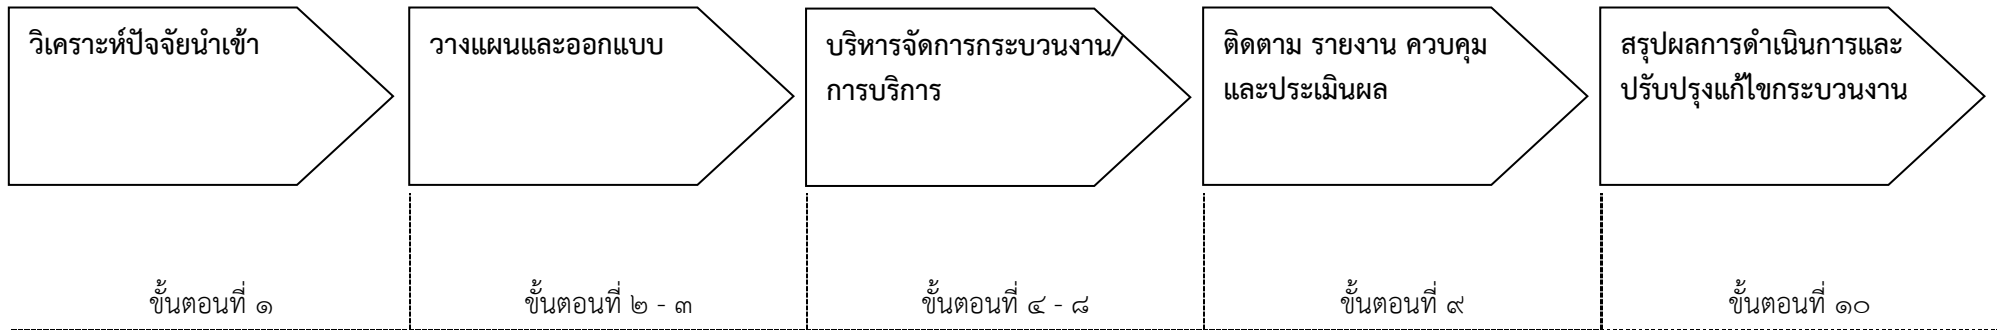 วิเคราะห์ปัจจัยนำเข้า
วางแผนและออกแบบ
บริหารจัดการกระบวนงาน/
การบริการ
ติดตาม รายงาน ควบคุม
และประเมินผล
สรุปผลการดำเนินการและ
ปรับปรุงแก้ไขกระบวนงาน
ขั้นตอนที่ ๑
ขั้นตอนที่ ๒ - ๓
ขั้นตอนที่ ๔ - ๘
ขั้นตอนที่ ๙
ขั้นตอนที่ ๑๐